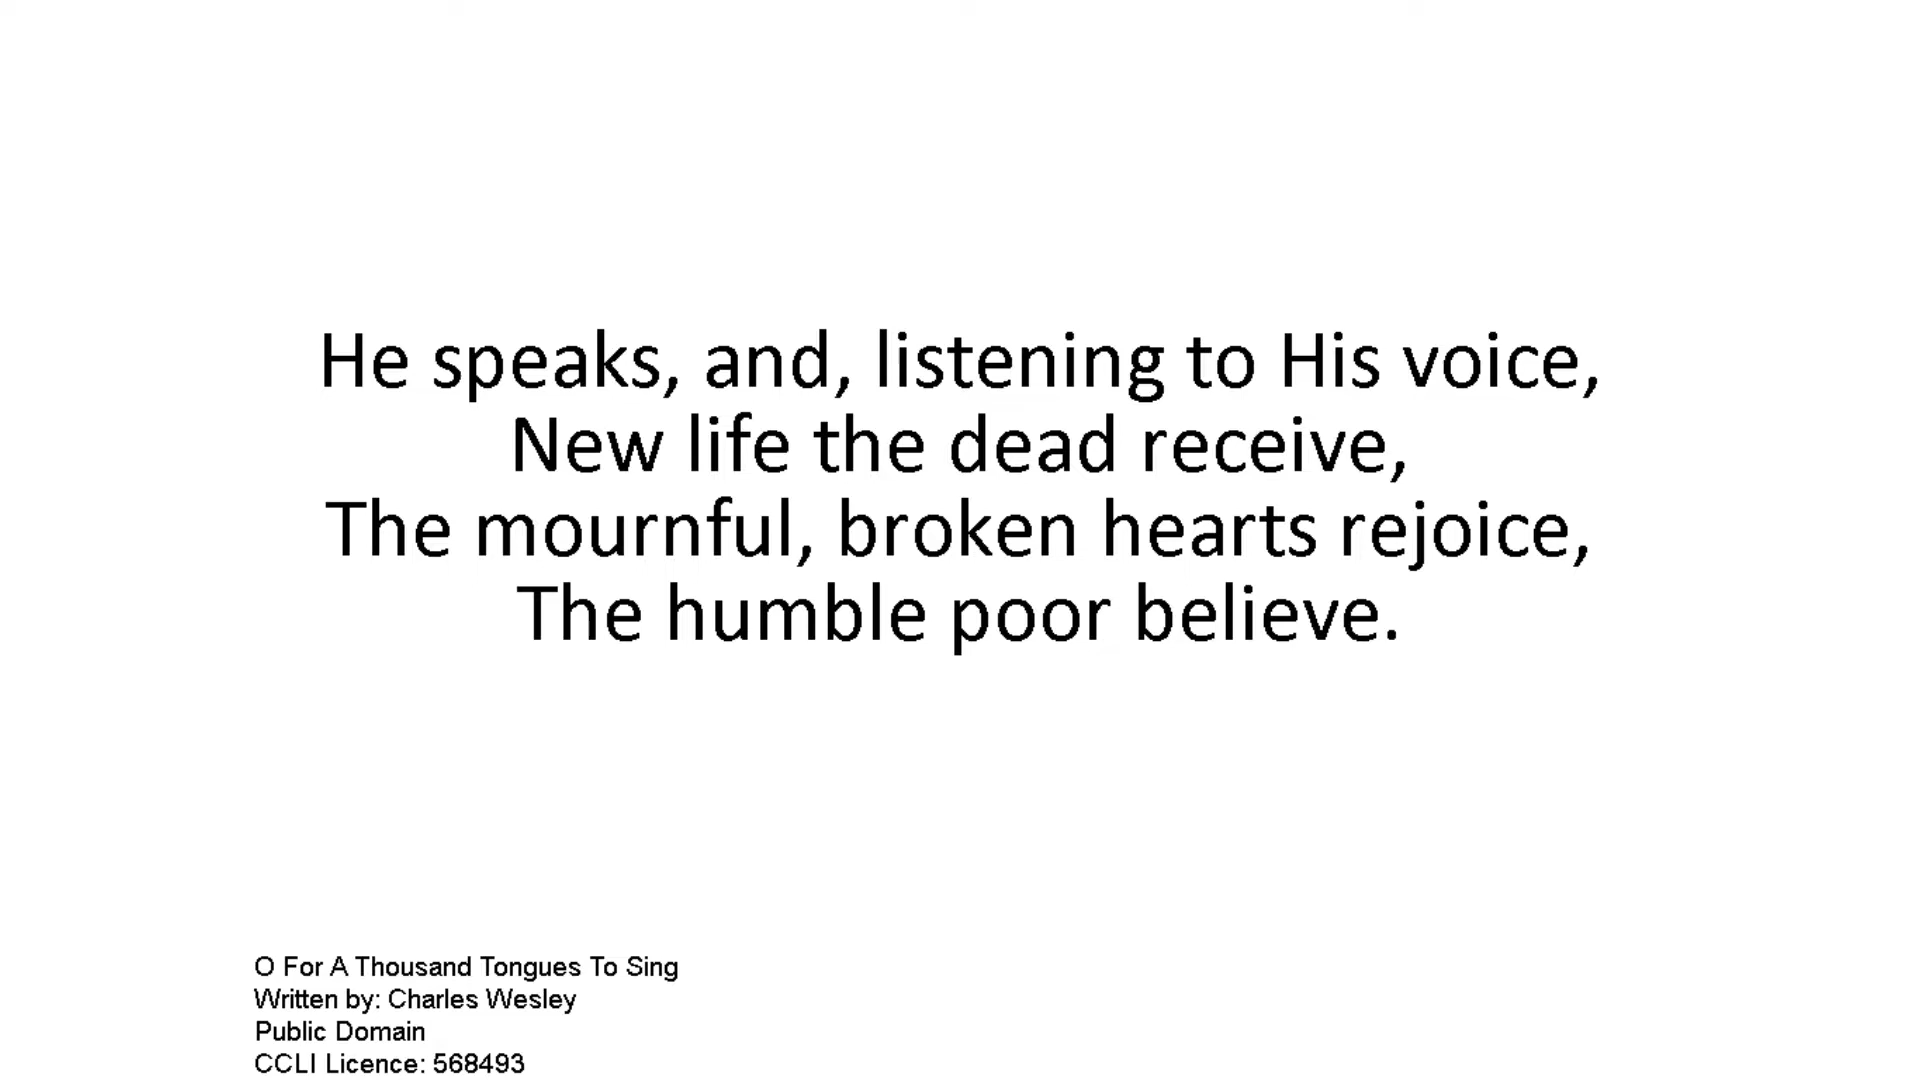 He speaks, and, listening to His voice,
New life the dead receive,
The mournful, broken hearts rejoice,
The humble poor believe.
O For A Thousand Tongues To Sing
Written by: Charles Wesley
Public Domain
CCLI Licence: 568493